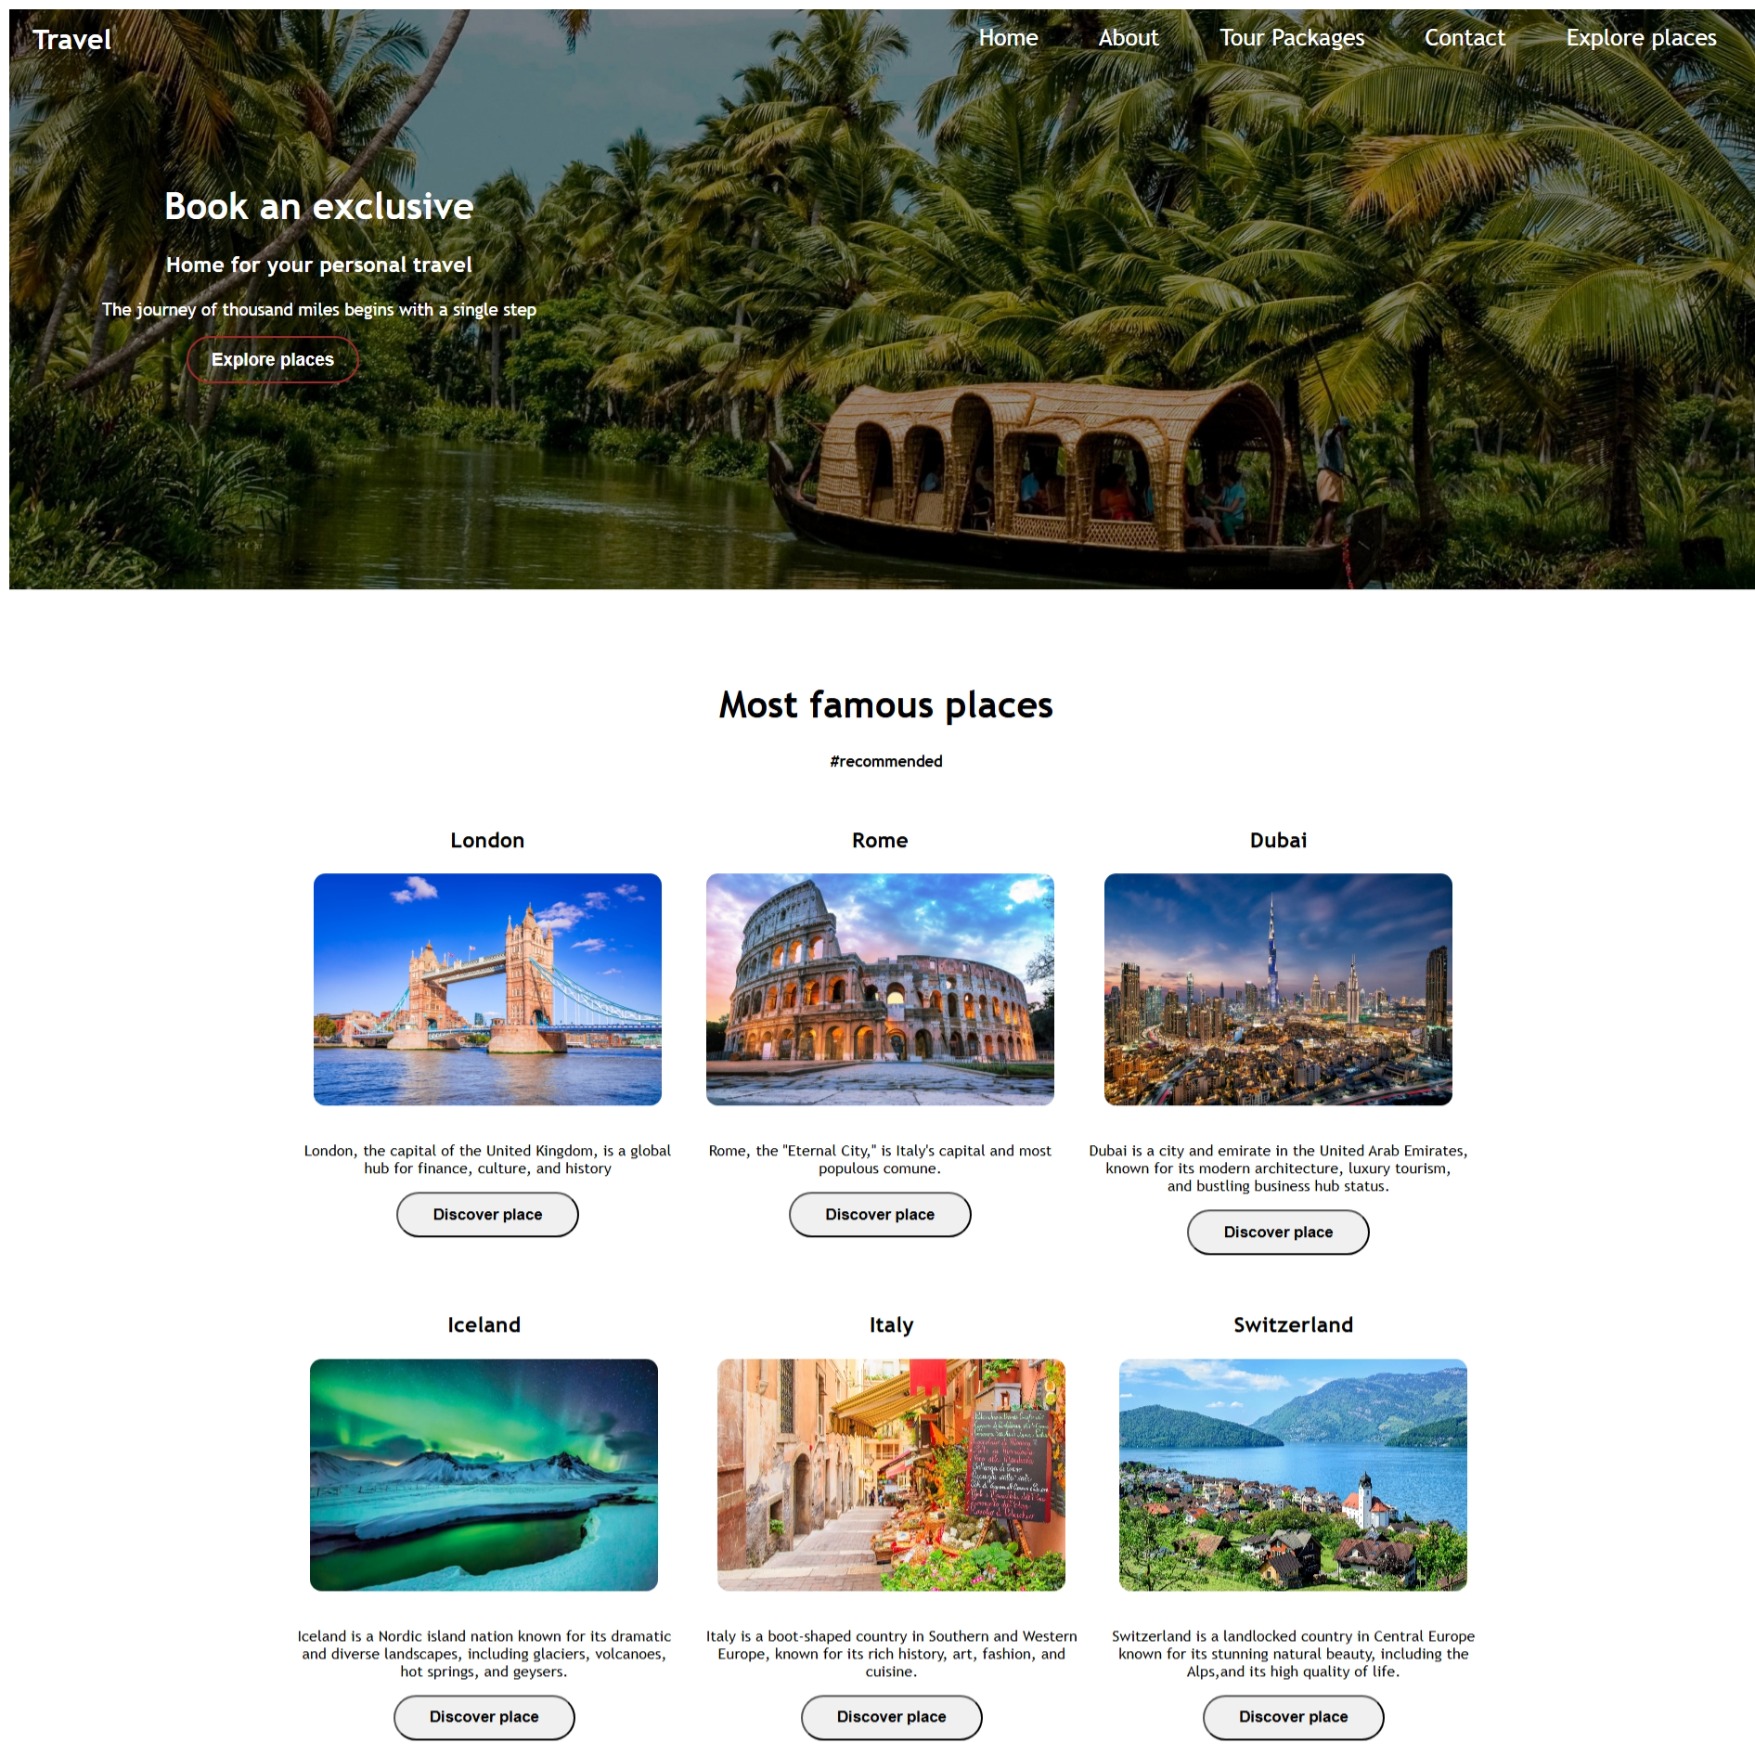 Travel
Home About Tour Packages Contact Explore places
Book an exclusive
Home for your personal travel
The journey of thousand miles begins with a single step
Explore places
Most famous places
#recommended
London
Rome
Dubai
London, the capital of the United Kingdom, is a global
hub for finance, culture, and history
Discover place
Rome, the "Eternal City," is Italy's capital and most
populous comune.
Discover place
Dubai is a city and emirate in the United Arab Emirates,
known for its modern architecture, luxury tourism,
and bustling business hub status.
Discover place
Iceland
Italy
Switzerland
Iceland is a Nordic island nation known for its dramatic
and diverse landscapes, including glaciers, volcanoes,
hot springs, and geysers.
Discover place
Italy is a boot-shaped country in Southern and Western
Europe, known for its rich history, art, fashion, and
cuisine.
Discover place
Switzerland is a landlocked country in Central Europe
known for its stunning natural beauty, including the
Alps,and its high quality of life.
Discover place